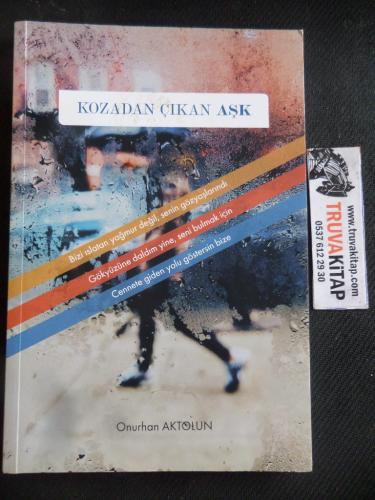 KOZADAN ÇIKAN AŞK
Bizi ıslatan yağmur değil, senin gözyaşlarındı
Gökyüzüne daldım yine, seni bulmak için
Cennete giden yolu göstersin bize
Onurhan AKTOLUN
www.truvakitap.com
TRUVAKİTAP
0537 612 29 30